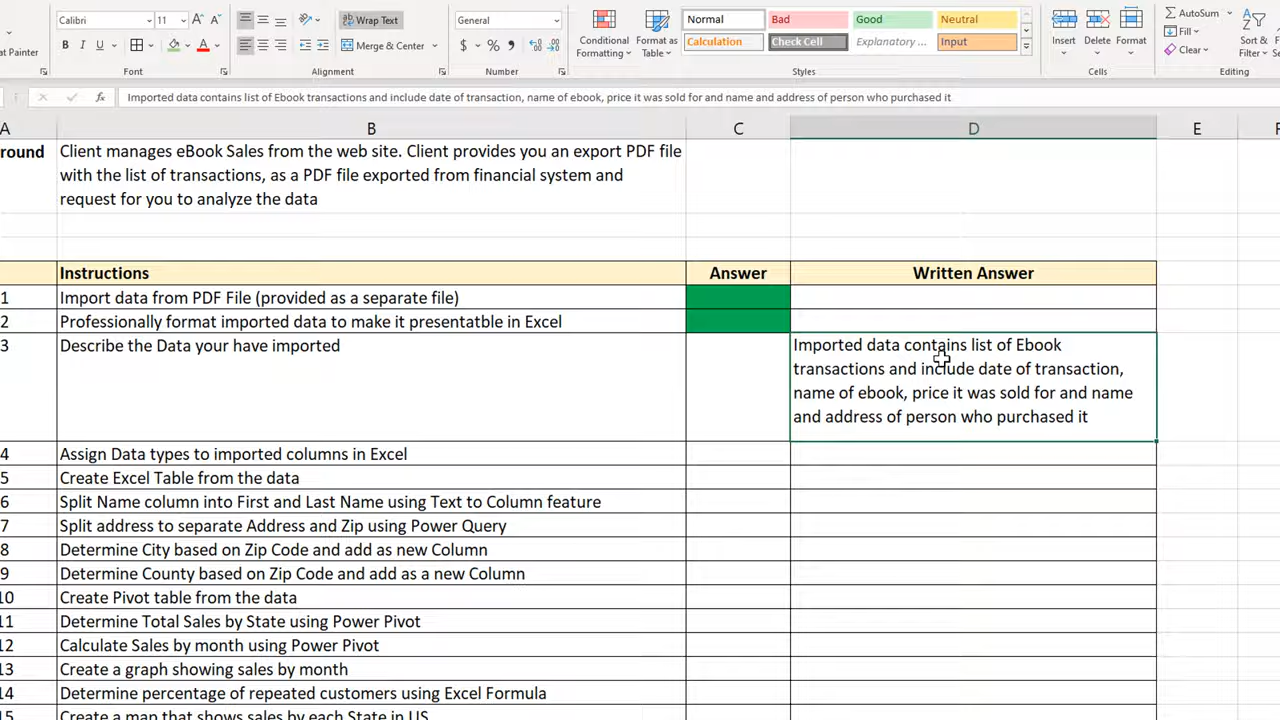 Calibri 11 A A Wrap Text General Normal Bad Good Neutral AutoSum
at Painter B I U Merge & Center $ % Conditional Formatting Format as Table Calculation Check Cell Explanatory ... Input Insert Delete Format Fill Clear Sort & Filter
Font Alignment Number Styles Cells Editing
fx Imported data contains list of Ebook transactions and include date of transaction, name of ebook, price it was sold for and name and address of person who purchased it
A B C D E F
round Client manages eBook Sales from the web site. Client provides you an export PDF file
with the list of transactions, as a PDF file exported from financial system and
request for you to analyze the data
Instructions Answer Written Answer
1 Import data from PDF File (provided as a separate file)
2 Professionally format imported data to make it presentatble in Excel
3 Describe the Data your have imported Imported data contains list of Ebook
transactions and include date of transaction,
name of ebook, price it was sold for and name
and address of person who purchased it
4 Assign Data types to imported columns in Excel
5 Create Excel Table from the data
6 Split Name column into First and Last Name using Text to Column feature
7 Split address to separate Address and Zip using Power Query
8 Determine City based on Zip Code and add as new Column
9 Determine County based on Zip Code and add as a new Column
10 Create Pivot table from the data
11 Determine Total Sales by State using Power Pivot
12 Calculate Sales by month using Power Pivot
13 Create a graph showing sales by month
14 Determine percentage of repeated customers using Excel Formula
15 Create a map that shows sales by each State in US